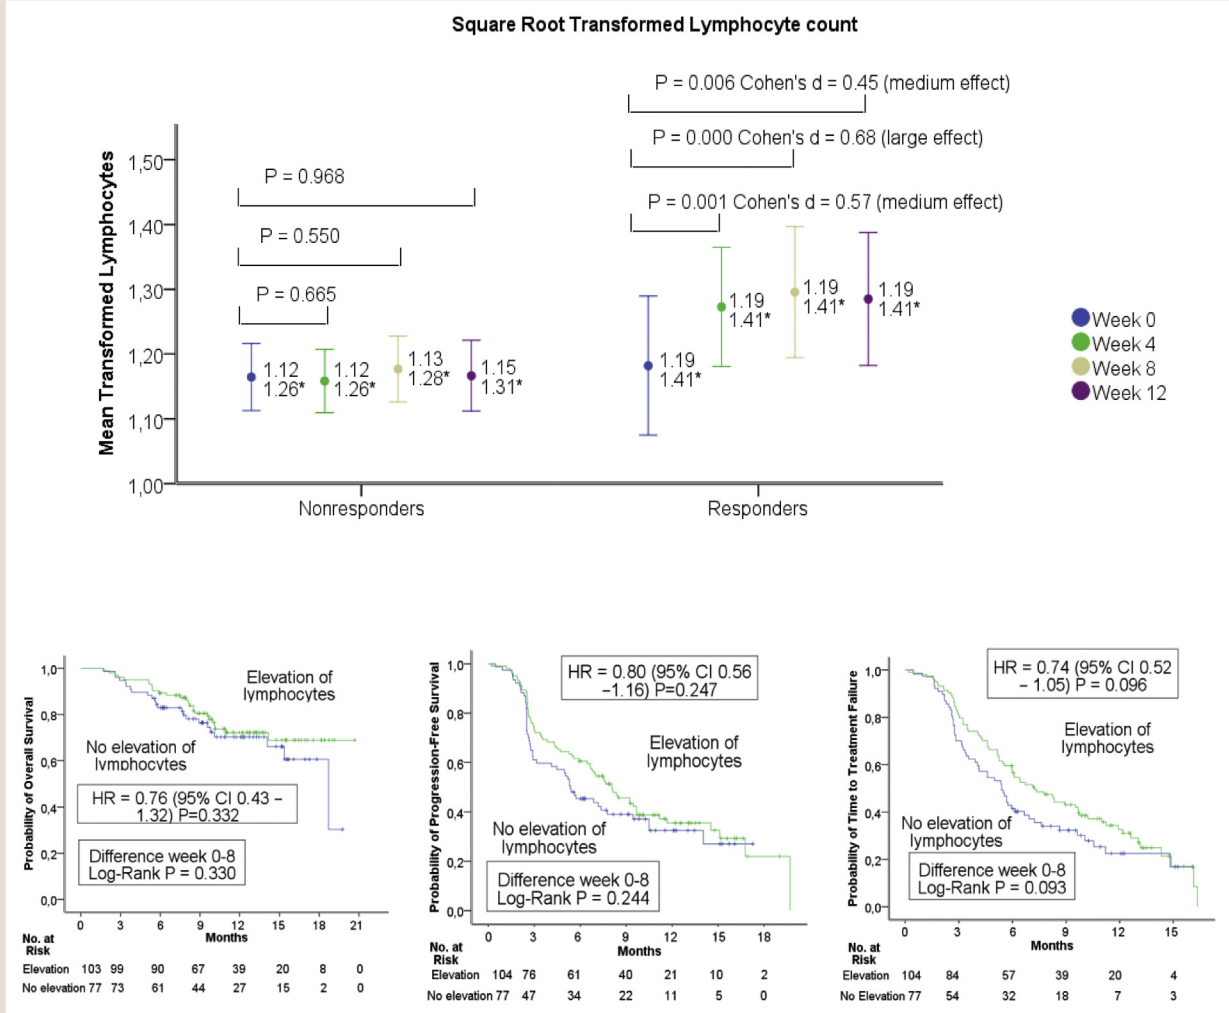 Square Root Transformed Lymphocyte count
P = 0.006 Cohen's d = 0.45 (medium effect)
P = 0.000 Cohen's d = 0.68 (large effect)
P = 0.001 Cohen's d = 0.57 (medium effect)
P = 0.968
P = 0.550
P = 0.665
Mean Transformed Lymphocytes
1,50
1,40
1,30
1,20
1,10
1,00
1.12
1.26*
1.12
1.26*
1.13
1.28*
1.15
1.31*
1.19
1.41*
1.19
1.41*
1.19
1.41*
1.19
1.41*
Nonresponders
Responders
Week 0
Week 4
Week 8
Week 12
Probability of Overall Survival
1,0
0,8
0,6
0,4
0,2
0,0
Elevation of
lymphocytes
No elevation of
lymphocytes
HR = 0.76 (95% CI 0.43 –
1.32) P=0.332
Difference week 0-8
Log-Rank P = 0.330
0 3 6 9 12 15 18 21
Months
No. at
Risk
Elevation 103 99 90 67 39 20 8 0
No elevation 77 73 61 44 27 15 2 0
Probability of Progression-Free Survival
1,0
0,8
0,6
0,4
0,2
0,0
HR = 0.80 (95% CI 0.56
–1.16) P=0.247
Elevation of
lymphocytes
No elevation of
lymphocytes
Difference week 0-8
Log-Rank P = 0.244
0 3 6 9 12 15 18
Months
No. at
Risk
Elevation 104 76 61 40 21 10 2
No elevation 77 47 34 22 11 5 0
Probability of Time to Treatment Failure
1,0
0,8
0,6
0,4
0,2
0,0
HR = 0.74 (95% CI 0.52
– 1.05) P = 0.096
Elevation of
lymphocytes
No elevation of
lymphocytes
Difference week 0-8
Log-Rank P = 0.093
0 3 6 9 12 15
Months
No. at
Risk
Elevation 104 84 57 39 20 4
No Elevation 77 54 32 18 7 3